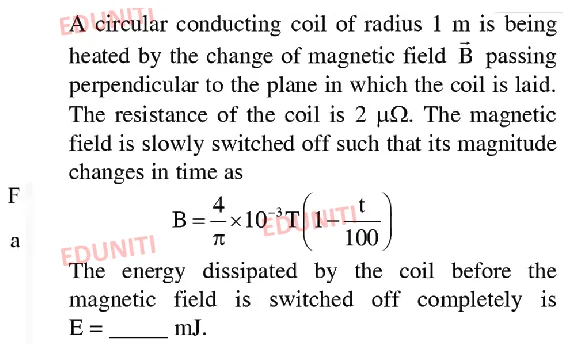 A circular conducting coil of radius 1 m is being
heated by the change of magnetic field B⃗ passing
perpendicular to the plane in which the coil is laid.
The resistance of the coil is 2 μΩ. The magnetic
field is slowly switched off such that its magnitude
changes in time as
F
B = 4/π × 10⁻³ T (1 − t/100)
a
The energy dissipated by the coil before the
magnetic field is switched off completely is
E = _____ mJ.
EDUNITI
EDUNITI
EDUNITI